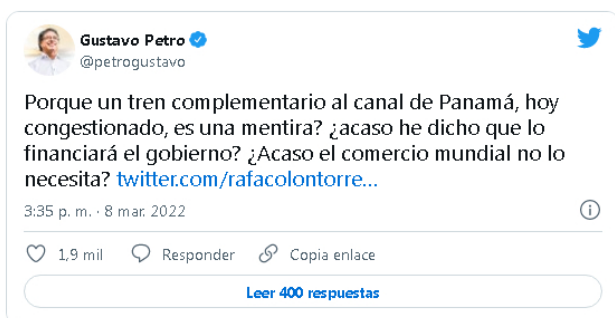 Gustavo Petro
@petrogustavo
Porque un tren complementario al canal de Panamá, hoy
congestionado, es una mentira? ¿acaso he dicho que lo
financiará el gobierno? ¿Acaso el comercio mundial no lo
necesita? twitter.com/rafacolontorre...
3:35 p. m. · 8 mar. 2022
1,9 mil Responder Copia enlace
Leer 400 respuestas